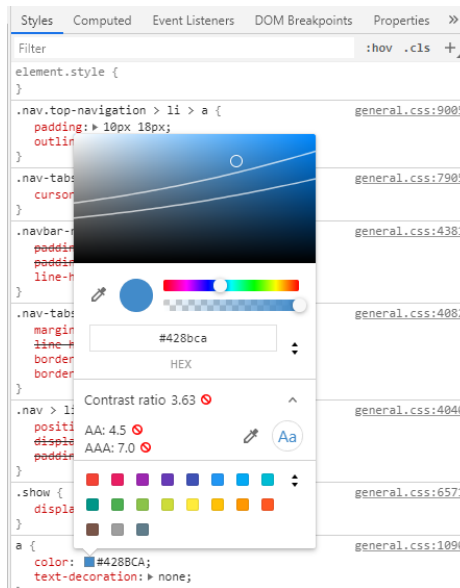 Styles Computed Event Listeners DOM Breakpoints Properties »
Filter :hov .cls +
element.style {
}
.nav.top-navigation > li > a { general.css:9005
padding: ▶ 10px 18px;
outlin
}
.nav-tabs general.css:7905
cursor
}
.navbar-n general.css:4381
paddin
paddin
line-h
}
.nav-tabs general.css:4082
margin
line-h
border
border
}
.nav > li general.css:4040
positi
displa
paddin
}
.show { general.css:6571
displa
}
#428bca
HEX
Contrast ratio 3.63
AA: 4.5
AAA: 7.0
Aa
a { general.css:1090
color: #428BCA;
text-decoration: ▶ none;